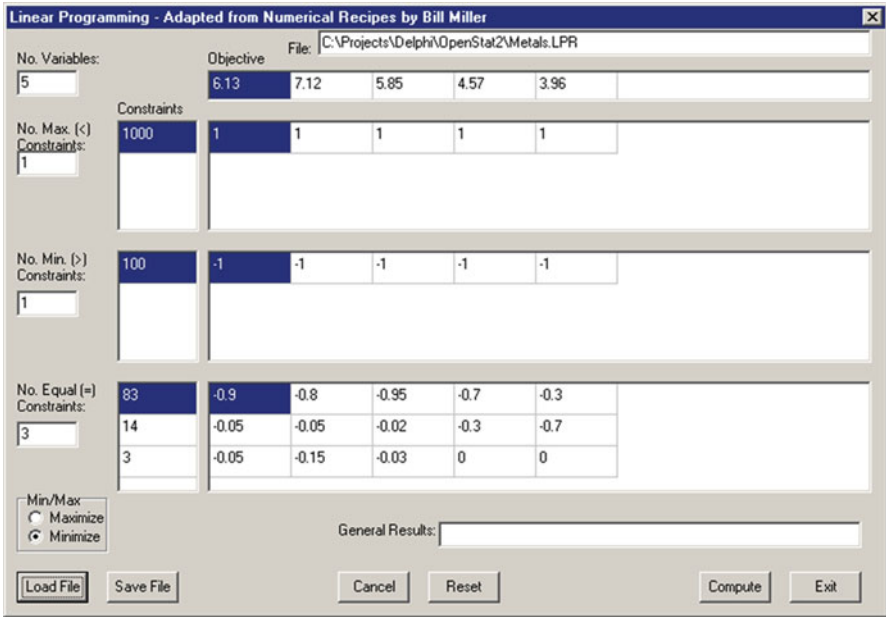 Linear Programming - Adapted from Numerical Recipes by Bill Miller
File: C:\Projects\Delphi\OpenStat2\Metals.LPR
No. Variables:
5
Objective
6.13 7.12 5.85 4.57 3.96
Constraints
No. Max. (<)
Constraints:
1
1000 1 1 1 1 1
No. Min. (>)
Constraints:
1
100 -1 -1 -1 -1 -1
No. Equal (=)
Constraints:
3
83 -0.9 -0.8 -0.95 -0.7 -0.3
14 -0.05 -0.05 -0.02 -0.3 -0.7
3 -0.05 -0.15 -0.03 0 0
Min/Max
Maximize
Minimize
General Results:
Load File Save File Cancel Reset Compute Exit